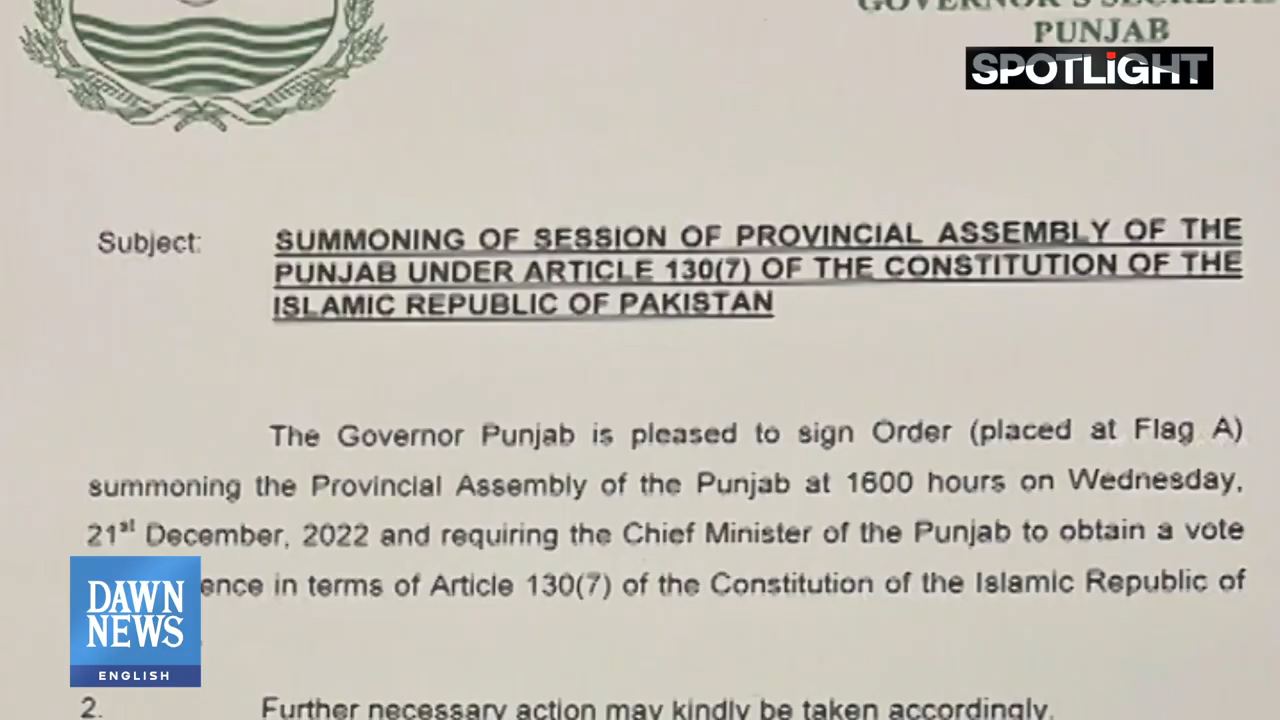 PUNJAB
SPOTLiGHT
Subject: SUMMONING OF SESSION OF PROVINCIAL ASSEMBLY OF THE
PUNJAB UNDER ARTICLE 130(7) OF THE CONSTITUTION OF THE
ISLAMIC REPUBLIC OF PAKISTAN
The Governor Punjab is pleased to sign Order (placed at Flag A)
summoning the Provincial Assembly of the Punjab at 1600 hours on Wednesday,
21st December, 2022 and requiring the Chief Minister of the Punjab to obtain a vote
ence in terms of Article 130(7) of the Constitution of the Islamic Republic of
DAWN
NEWS
ENGLISH
2. Further necessary action may kindly be taken accordingly.